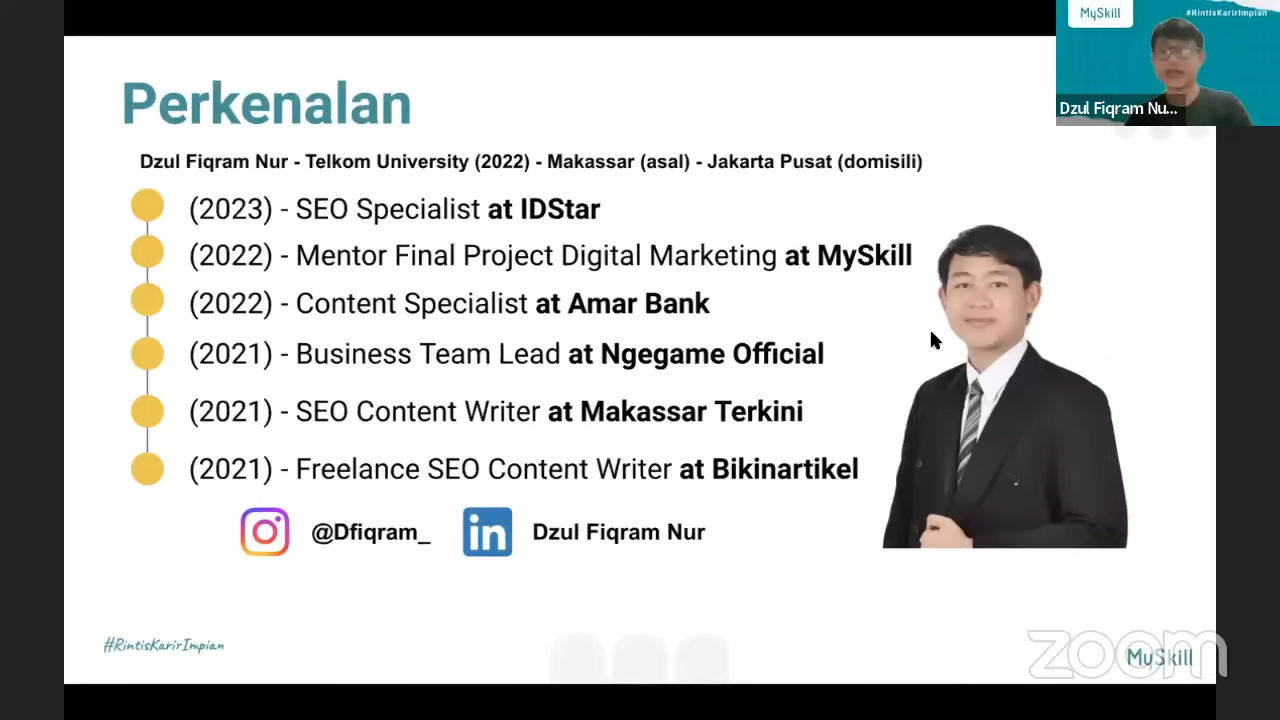 MySkill
#RintisKarirImpian
Dzul Fiqram Nu...
Perkenalan
Dzul Fiqram Nur - Telkom University (2022) - Makassar (asal) - Jakarta Pusat (domisili)
(2023) - SEO Specialist at IDStar
(2022) - Mentor Final Project Digital Marketing at MySkill
(2022) - Content Specialist at Amar Bank
(2021) - Business Team Lead at Ngegame Official
(2021) - SEO Content Writer at Makassar Terkini
(2021) - Freelance SEO Content Writer at Bikinartikel
@Dfiqram_
in
Dzul Fiqram Nur
#RintisKarirImpian
zoom
MySkill